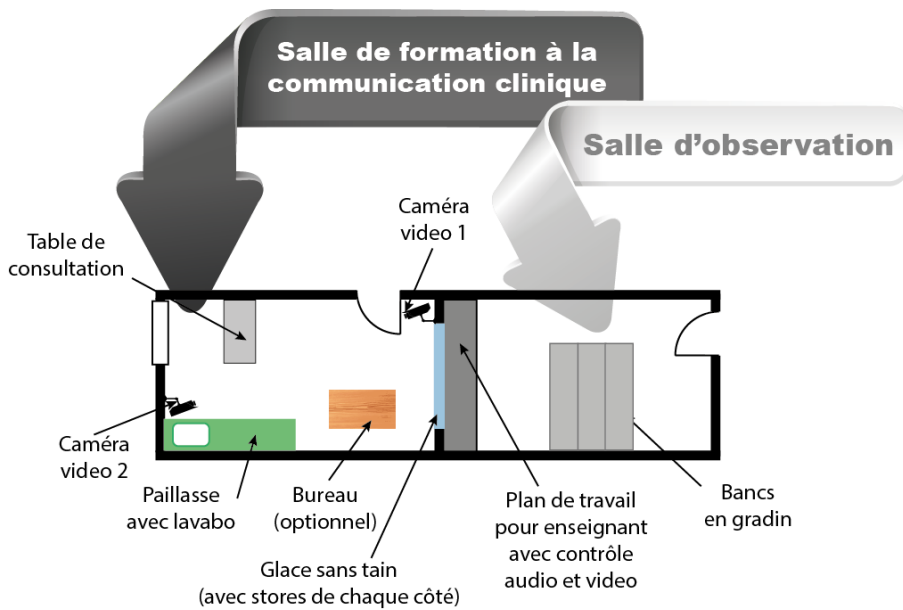 Salle de formation à la
communication clinique
Salle d’observation
Caméra
video 1
Table de
consultation
Caméra
video 2
Paillasse
avec lavabo
Bureau
(optionnel)
Glace sans tain
(avec stores de chaque côté)
Plan de travail
pour enseignant
avec contrôle
audio et video
Bancs
en gradin